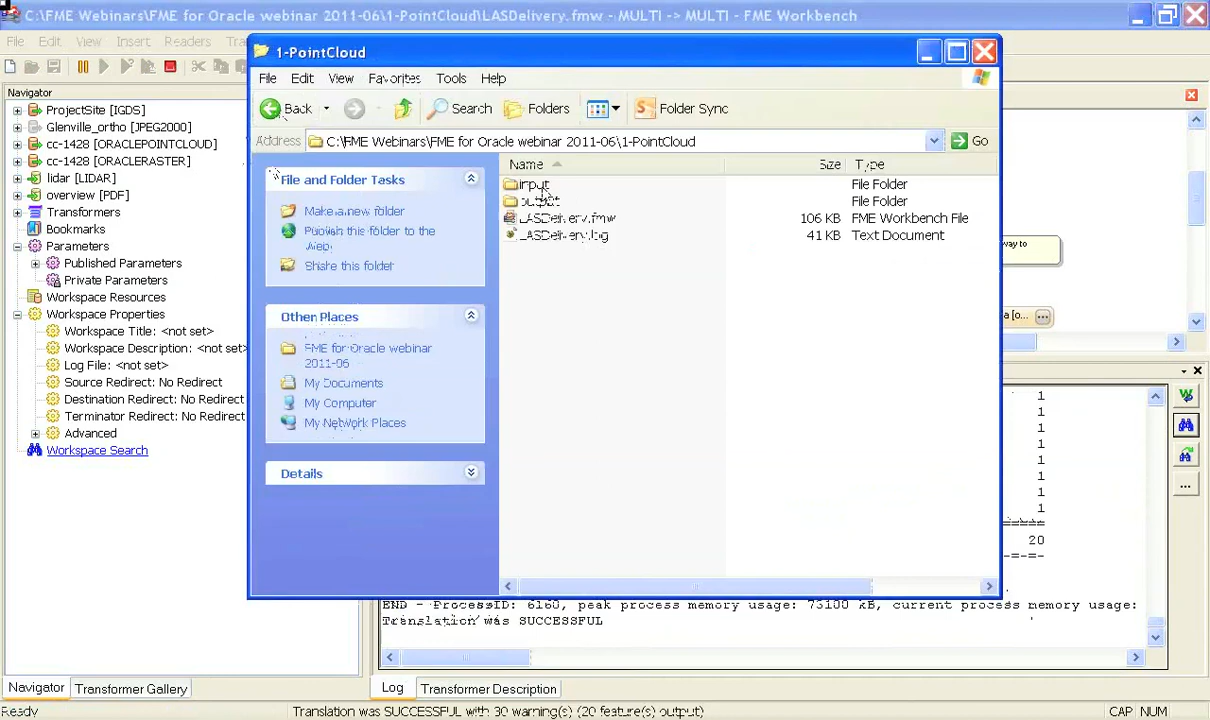 C:\FME Webinars\FME for Oracle webinar 2011-06\1-PointCloud\LASDelivery.fmw - MULTI -> MULTI - FME Workbench
File Edit View Insert Readers
Navigator
ProjectSite [IGDS]
Glenville_ortho [JPEG2000]
cc-1428 [ORACLEPOINTCLOUD]
cc-1428 [ORACLERASTER]
lidar [LIDAR]
overview [PDF]
Transformers
Bookmarks
Parameters
Published Parameters
Private Parameters
Workspace Resources
Workspace Properties
Workspace Title: <not set>
Workspace Description: <not set>
Log File: <not set>
Source Redirect: No Redirect
Destination Redirect: No Redirect
Terminator Redirect: No Redirect
Advanced
Workspace Search
Navigator Transformer Gallery
1-PointCloud
File Edit View Favorites Tools Help
Back Search Folders Folder Sync
Address C:\FME Webinars\FME for Oracle webinar 2011-06\1-PointCloud Go
File and Folder Tasks
Make a new folder
Publish this folder to the
Web
Share this folder
Other Places
FME for Oracle webinar
2011-06
My Documents
My Computer
My Network Places
Details
Name Size Type
input File Folder
output File Folder
LASDelivery.fmw 106 KB FME Workbench File
LASDelivery.log 41 KB Text Document
way to
a [o...
1
1
1
1
1
1
1
1
20
END - ProcessID: 6160, peak process memory usage: 73100 kB, current process memory usage:
Translation was SUCCESSFUL
Log Transformer Description
Ready Translation was SUCCESSFUL with 30 warning(s) (20 feature(s) output) CAP NUM